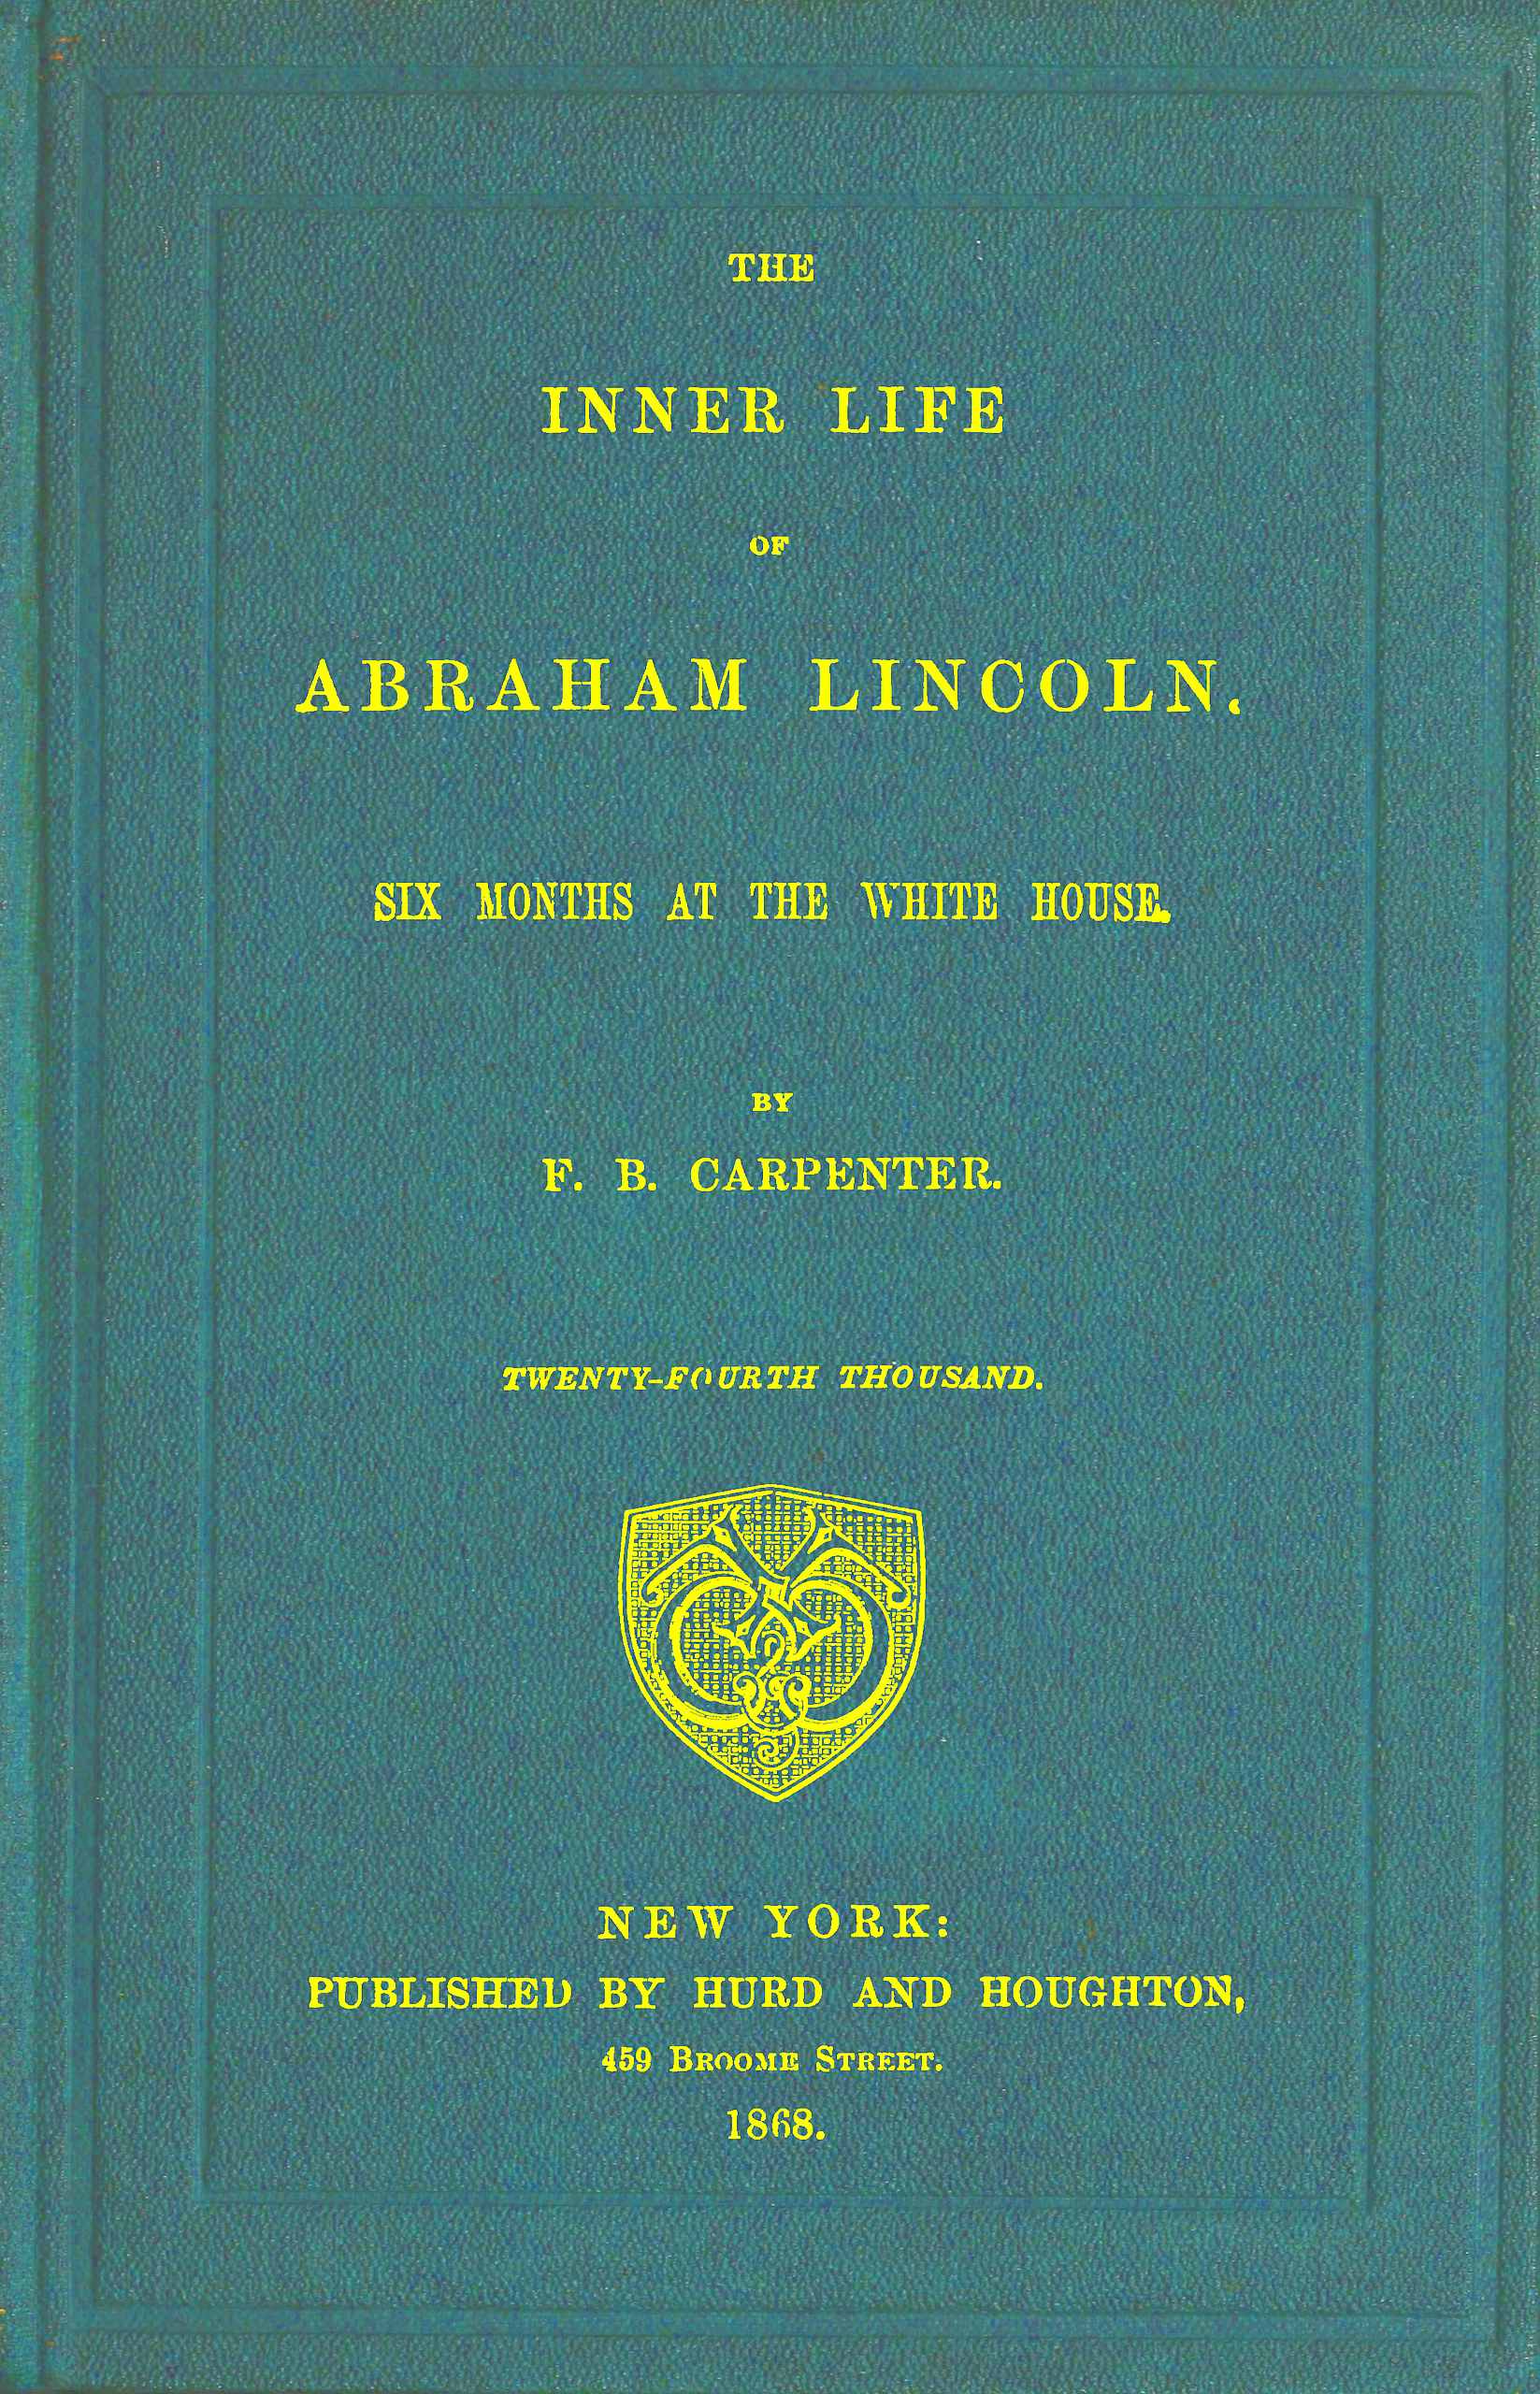 THE
INNER LIFE
OF
ABRAHAM LINCOLN.
SIX MONTHS AT THE WHITE HOUSE.
BY
F. B. CARPENTER.
TWENTY-FOURTH THOUSAND.
NEW YORK:
PUBLISHED BY HURD AND HOUGHTON,
459 BROOME STREET.
1868.